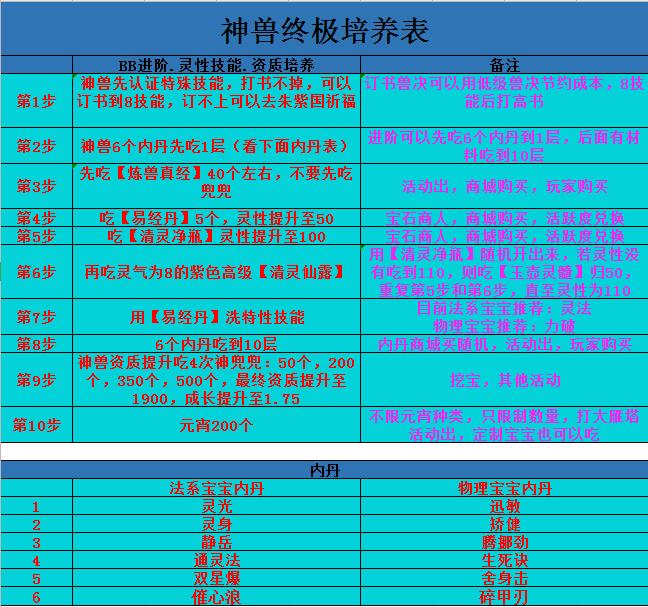 神兽终极培养表
BB进阶.灵性技能.资质培养
备注
第1步
神兽先认证特殊技能，打书不掉，可以
订书到8技能，订不上可以去朱紫国祈福
订书兽决可以用低级兽决节约成本，8技
能后打高书
第2步
神兽6个内丹先吃1层（看下面内丹表）
进阶可以先吃6个内丹到1层，后面有材
料吃到10层
第3步
先吃【炼兽真经】40个左右，不要先吃
兜兜
活动出，商城购买，玩家购买
第4步
吃【易经丹】5个，灵性提升至50
宝石商人，商城购买，活跃度兑换
第5步
吃【清灵净瓶】灵性提升至100
宝石商人，商城购买，活跃度兑换
第6步
再吃灵气为8的紫色高级【清灵仙露】
用【清灵净瓶】随机开出来，若灵性没
有吃到110，则吃【玉壶灵髓】归50，
重复第5步和第6步，直至灵性为110
第7步
用【易经丹】洗特性技能
目前法系宝宝推荐：灵法
物理宝宝推荐：力破
第8步
6个内丹吃到10层
内丹商城买随机，活动出，玩家购买
第9步
神兽资质提升吃4次神兜兜：50个，200
个，350个，500个，最终资质提升至
1900，成长提升至1.75
挖宝，其他活动
第10步
元宵200个
不限元宵种类，只限制数量，打大雁塔
活动出，定制宝宝也可以吃
内丹
法系宝宝内丹
物理宝宝内丹
1
灵光
迅敏
2
灵身
矫健
3
静岳
腾挪劲
4
通灵法
生死诀
5
双星爆
舍身击
6
催心浪
碎甲刃